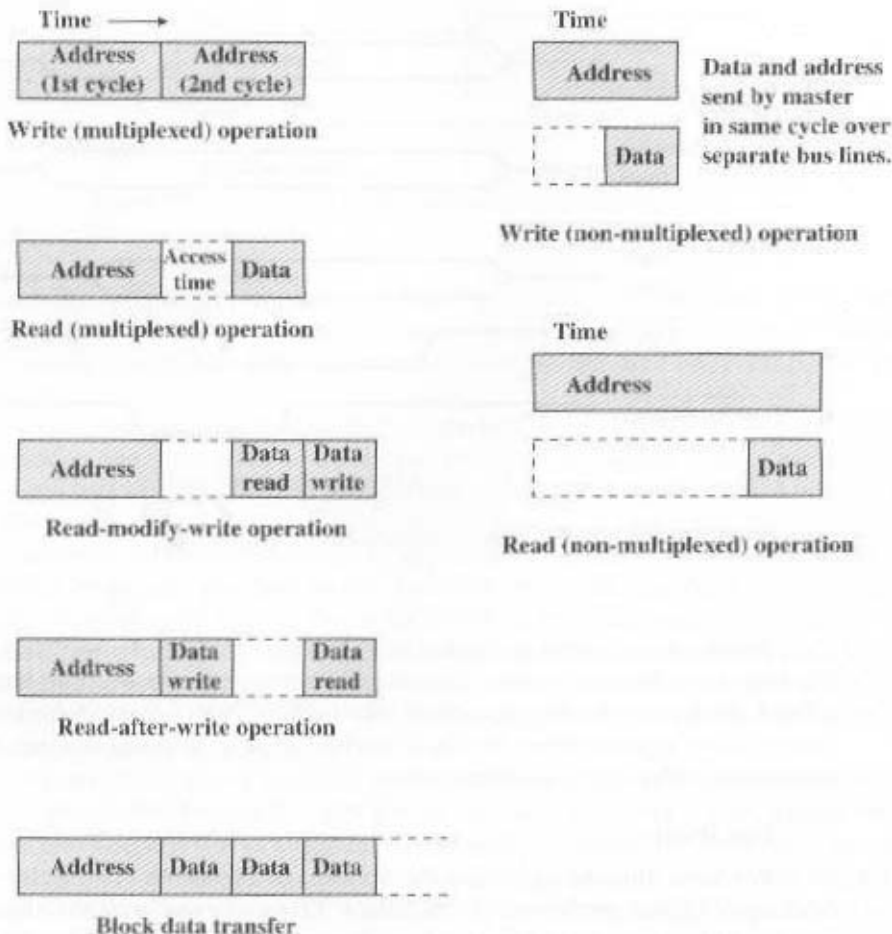 Time
Address Address
(1st cycle) (2nd cycle)
Write (multiplexed) operation
Address Access time Data
Read (multiplexed) operation
Address Data read Data write
Read-modify-write operation
Address Data write Data read
Read-after-write operation
Address Data Data Data
Block data transfer
Time
Address
Data
Data and address
sent by master
in same cycle over
separate bus lines.
Write (non-multiplexed) operation
Time
Address
Data
Read (non-multiplexed) operation